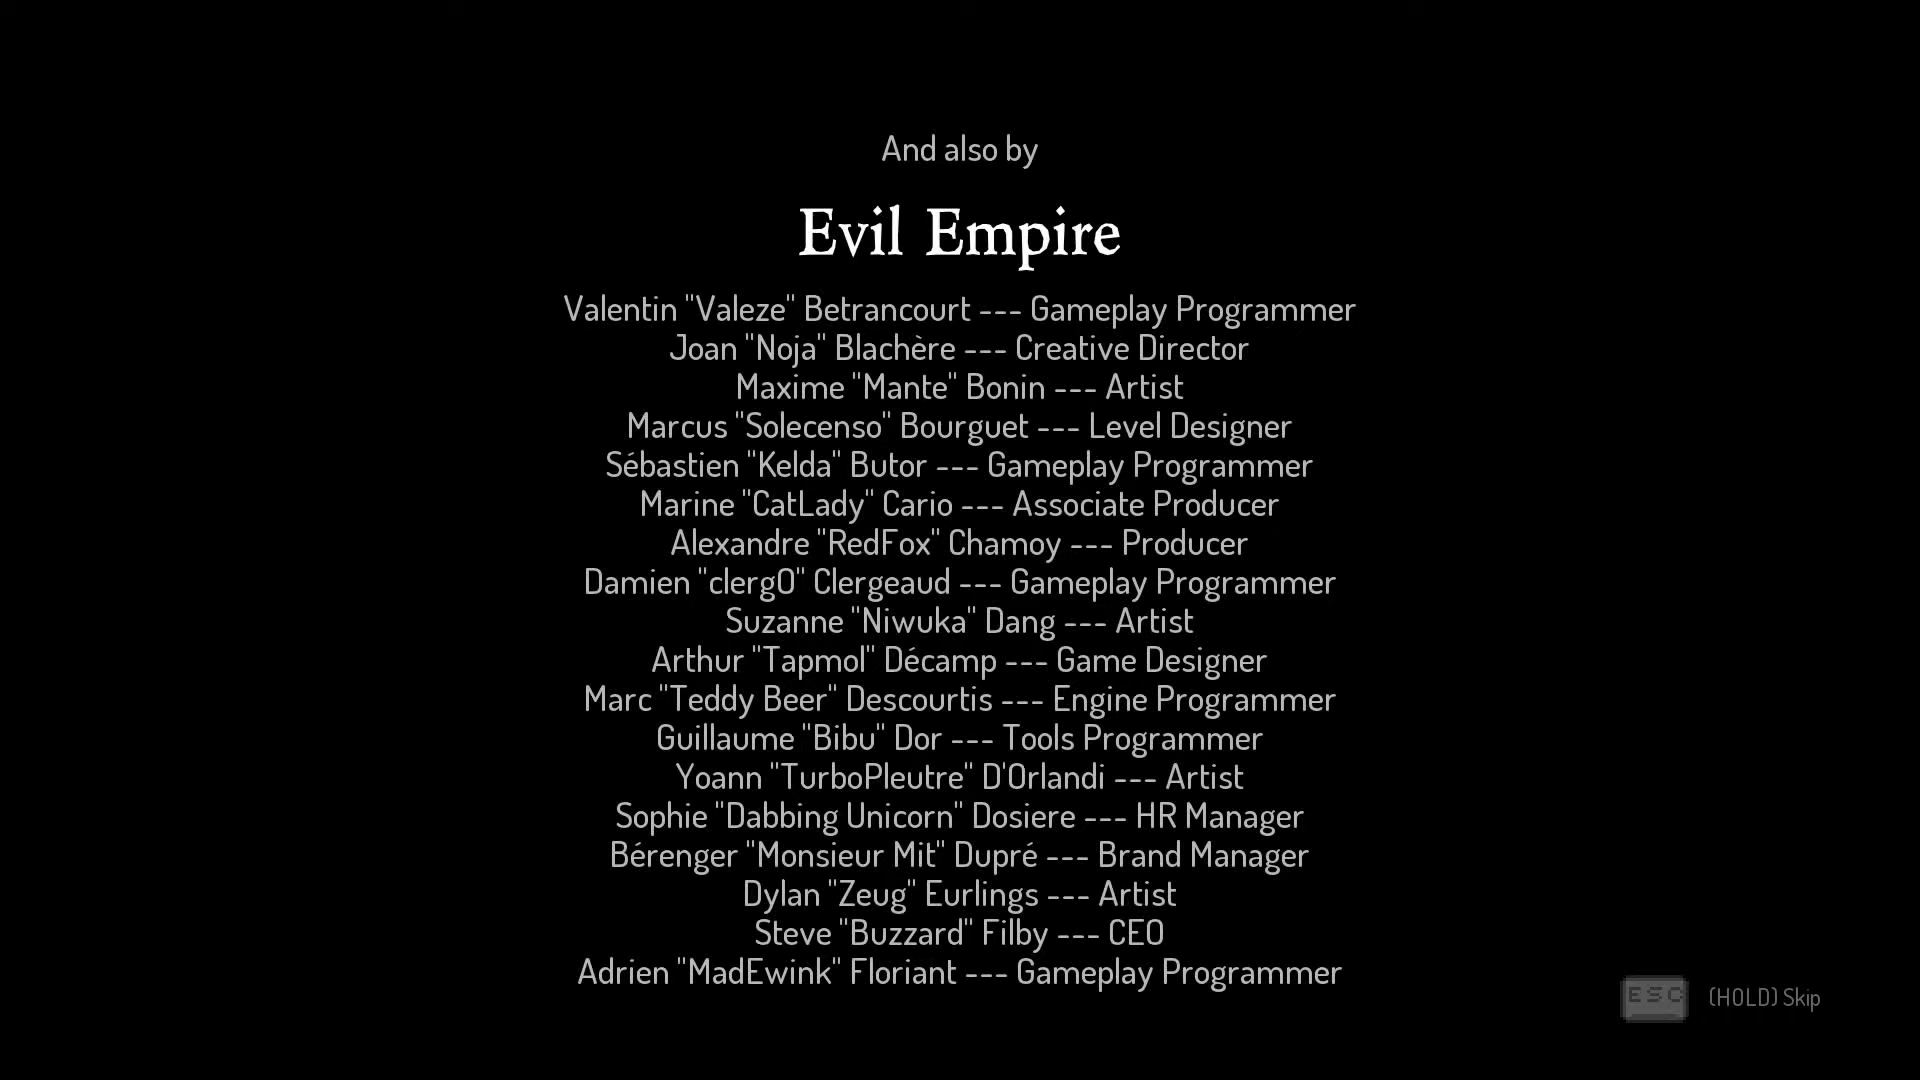 And also by
Evil Empire
Valentin "Valeze" Betrancourt --- Gameplay Programmer
Joan "Noja" Blachère --- Creative Director
Maxime "Mante" Bonin --- Artist
Marcus "Solecenso" Bourguet --- Level Designer
Sébastien "Kelda" Butor --- Gameplay Programmer
Marine "CatLady" Cario --- Associate Producer
Alexandre "RedFox" Chamoy --- Producer
Damien "clergO" Clergeaud --- Gameplay Programmer
Suzanne "Niwuka" Dang --- Artist
Arthur "Tapmol" Décamp --- Game Designer
Marc "Teddy Beer" Descourtis --- Engine Programmer
Guillaume "Bibu" Dor --- Tools Programmer
Yoann "TurboPleutre" D'Orlandi --- Artist
Sophie "Dabbing Unicorn" Dosiere --- HR Manager
Bérenger "Monsieur Mit" Dupré --- Brand Manager
Dylan "Zeug" Eurlings --- Artist
Steve "Buzzard" Filby --- CEO
Adrien "MadEwink" Floriant --- Gameplay Programmer
ESC (HOLD) Skip